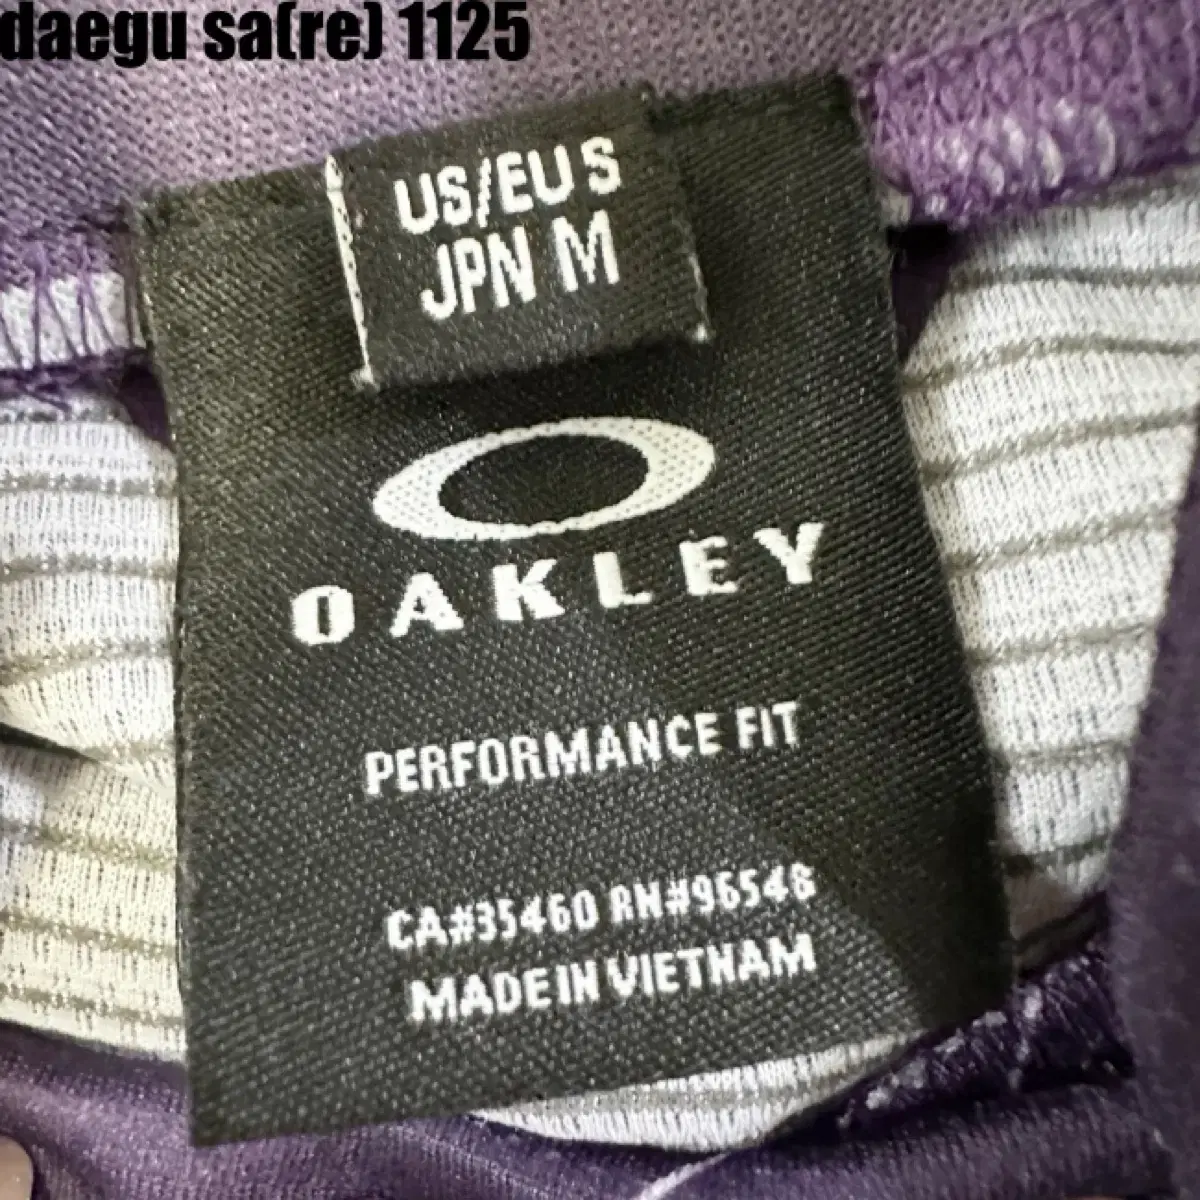 daegu sa(re) 1125
US/EU S
JPN M
OAKLEY
PERFORMANCE FIT
CA#35460 RN#96548
MADE IN VIETNAM